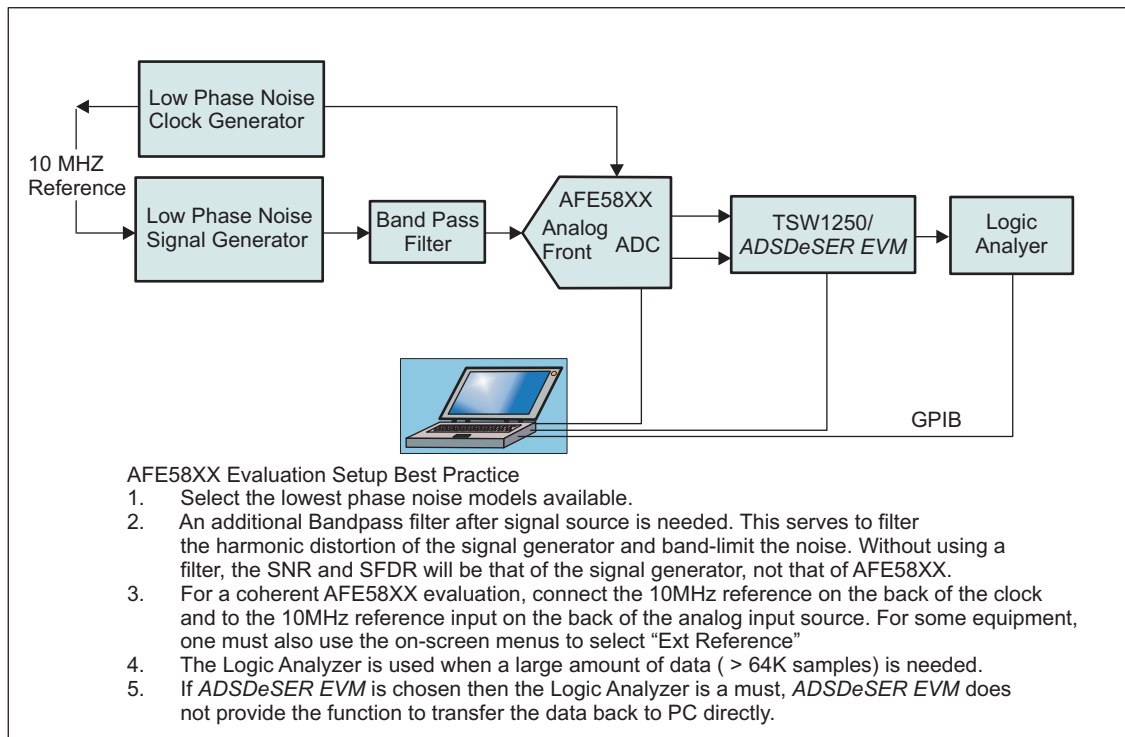 Low Phase Noise
Clock Generator
10 MHZ
Reference
Low Phase Noise
Signal Generator
Band Pass
Filter
AFE58XX
Analog
Front
ADC
TSW1250/
ADSDeSER EVM
Logic
Analyer
GPIB
AFE58XX Evaluation Setup Best Practice
1. Select the lowest phase noise models available.
2. An additional Bandpass filter after signal source is needed. This serves to filter
the harmonic distortion of the signal generator and band-limit the noise. Without using a
filter, the SNR and SFDR will be that of the signal generator, not that of AFE58XX.
3. For a coherent AFE58XX evaluation, connect the 10MHz reference on the back of the clock
and to the 10MHz reference input on the back of the analog input source. For some equipment,
one must also use the on-screen menus to select “Ext Reference”
4. The Logic Analyzer is used when a large amount of data ( > 64K samples) is needed.
5. If ADSDeSER EVM is chosen then the Logic Analyzer is a must, ADSDeSER EVM does
not provide the function to transfer the data back to PC directly.